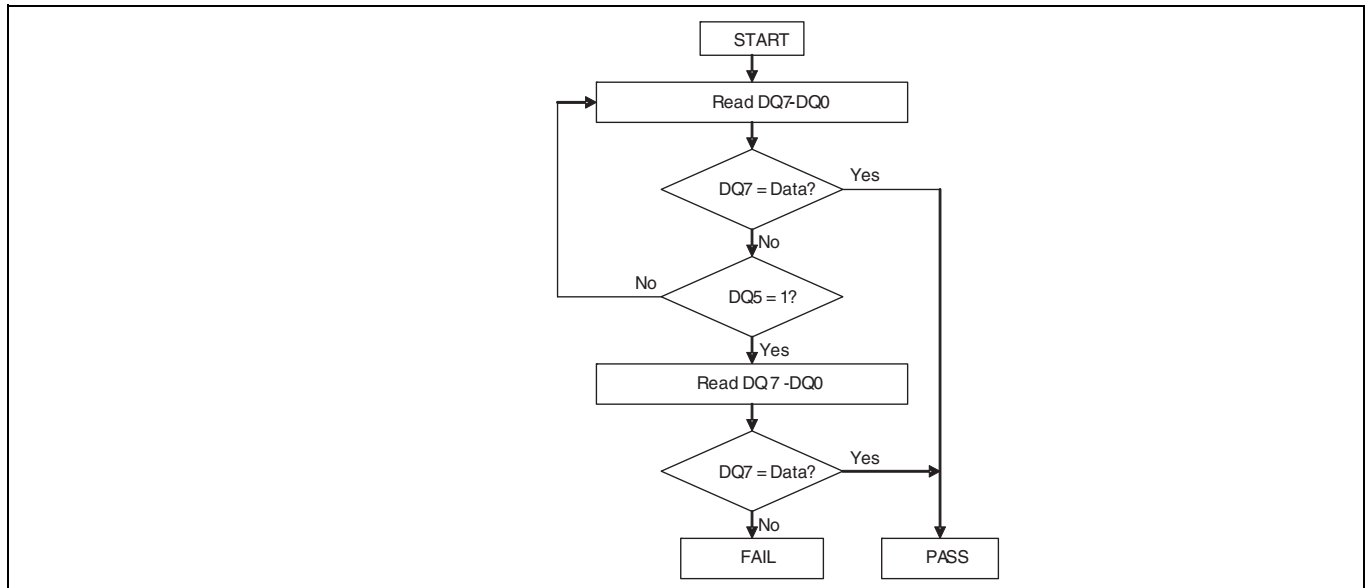 START
Read DQ7-DQ0
DQ7 = Data?
Yes
No
No
DQ5 = 1?
Yes
Read DQ 7 -DQ0
DQ7 = Data?
Yes
No
FAIL
PASS